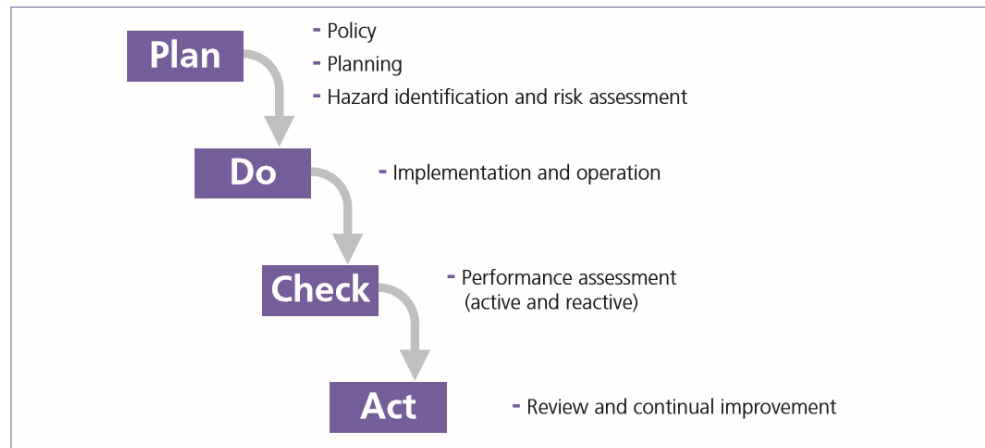 Plan
- Policy
- Planning
- Hazard identification and risk assessment
Do
- Implementation and operation
Check
- Performance assessment
(active and reactive)
Act
- Review and continual improvement